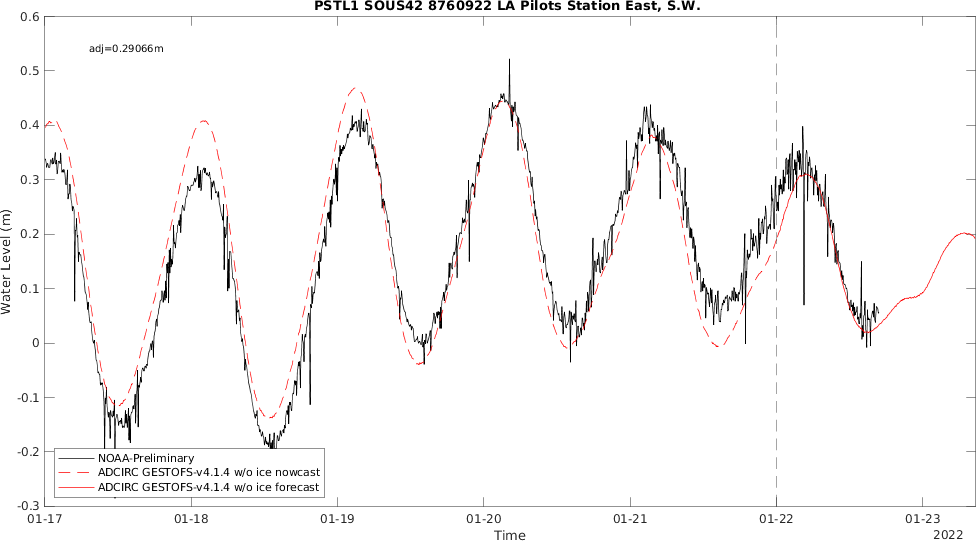 PSTL1 SOUS42 8760922 LA Pilots Station East, S.W.
adj=0.29066m
Water Level (m)
0.6
0.5
0.4
0.3
0.2
0.1
0
-0.1
-0.2
-0.3
NOAA-Preliminary
ADCIRC GESTOFS-v4.1.4 w/o ice nowcast
ADCIRC GESTOFS-v4.1.4 w/o ice forecast
01-17 01-18 01-19 01-20 01-21 01-22 01-23
Time
2022